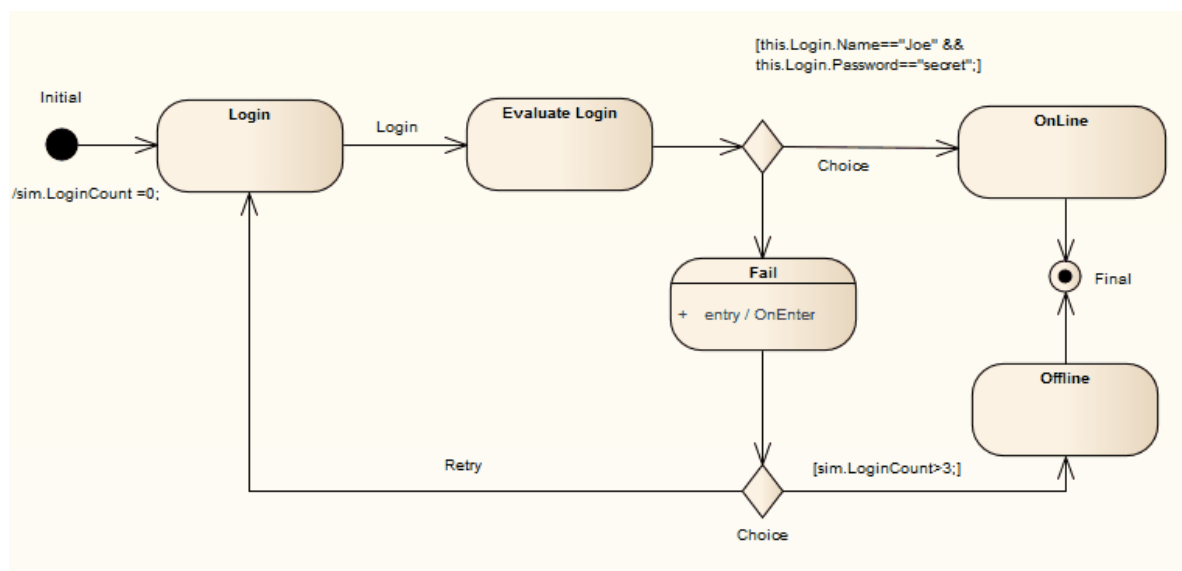 [this.Login.Name=="Joe" &&
this.Login.Password=="secret";]
Initial
Login
Login
Evaluate Login
OnLine
Choice
/sim.LoginCount =0;
Fail
+ entry / OnEnter
Final
Offline
Retry
[sim.LoginCount>3;]
Choice